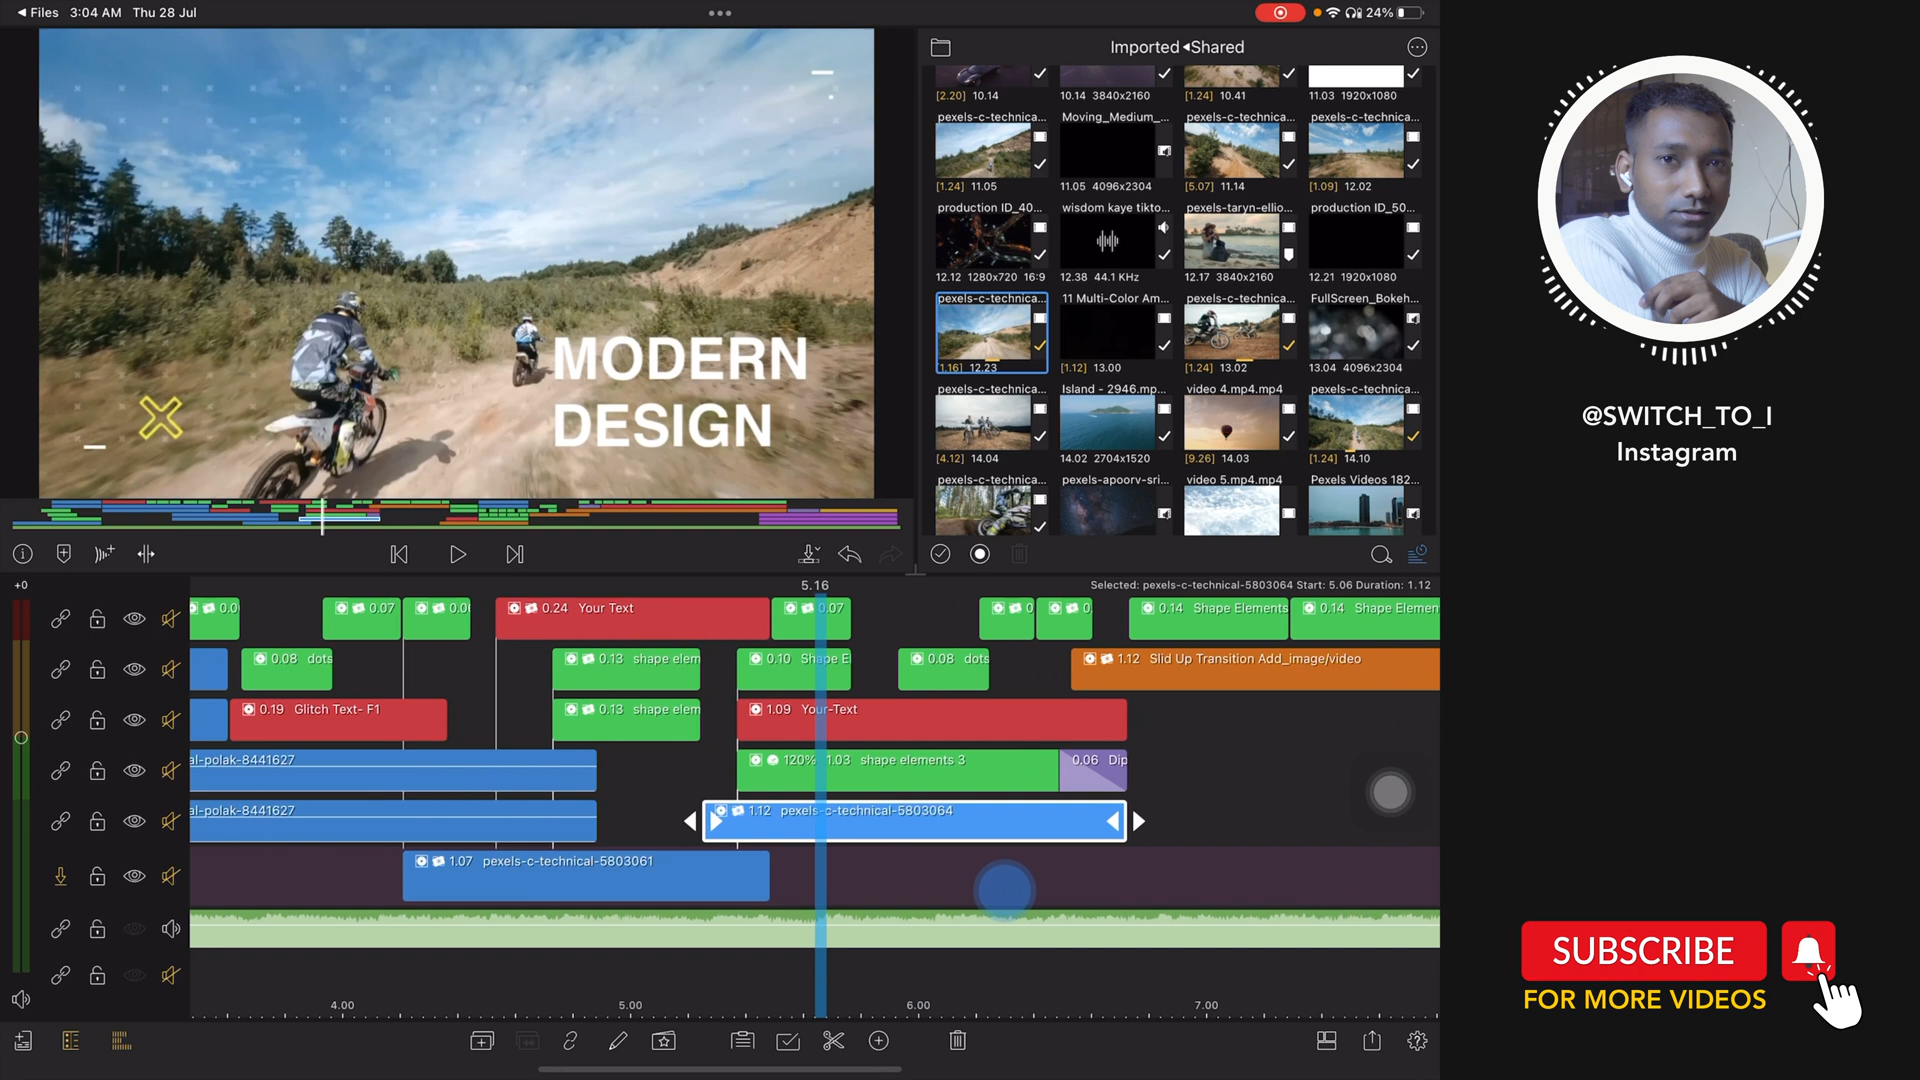 Files 3:04 AM Thu 28 Jul
24%
MODERN
DESIGN
Imported Shared
[2.20] 10.14
10.14 3840x2160
[1.24] 10.41
11.03 1920x1080
pexels-c-technica...
Moving_Medium_...
pexels-c-technica...
pexels-c-technica...
[1.24] 11.05
11.05 4096x2304
[5.07] 11.14
[1.09] 12.02
production ID_40...
wisdom kaye tikto...
pexels-taryn-ellio...
production ID_50...
12.12 1280x720 16:9
12.38 44.1 KHz
12.17 3840x2160
12.21 1920x1080
pexels-c-technica...
11 Multi-Color Am...
pexels-c-technica...
FullScreen_Bokeh...
[1.16] 12.23
[1.12] 13.00
[1.24] 13.02
13.04 4096x2304
pexels-c-technica...
Island - 2946.mp...
video 4.mp4.mp4
pexels-c-technica...
[4.12] 14.04
14.02 2704x1520
[9.26] 14.03
[1.24] 14.10
pexels-c-technica...
pexels-apoorv-sri...
video 5.mp4.mp4
Pexels Videos 182...
+0
5.16
Selected: pexels-c-technical-5803064 Start: 5.06 Duration: 1.12
0.07
0.24 Your Text
0.07
0.14 Shape Elements
0.14 Shape Elemen
0.08 dots
0.13 shape elem
0.10 Shape E
0.08 dots
1.12 Slid Up Transition Add_image/video
0.19 Glitch Text- F1
0.13 shape elem
1.09 Your-Text
al-polak-8441627
120% 1.03 shape elements 3
0.06 Dip
al-polak-8441627
1.12 pexels-c-technical-5803064
1.07 pexels-c-technical-5803061
4.00
5.00
6.00
7.00
@SWITCH_TO_I
Instagram
SUBSCRIBE
FOR MORE VIDEOS